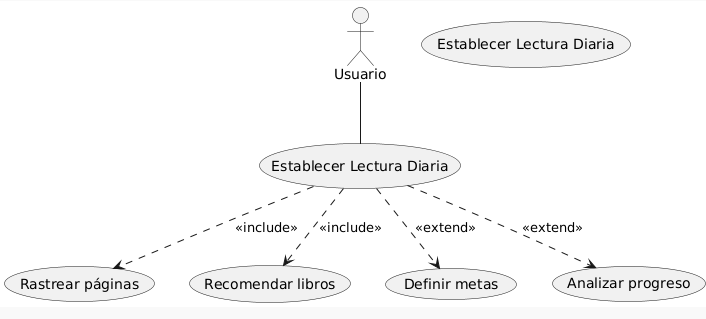 Establecer Lectura Diaria
Usuario
Establecer Lectura Diaria
«include»
«include»
«extend»
«extend»
Rastrear páginas
Recomendar libros
Definir metas
Analizar progreso